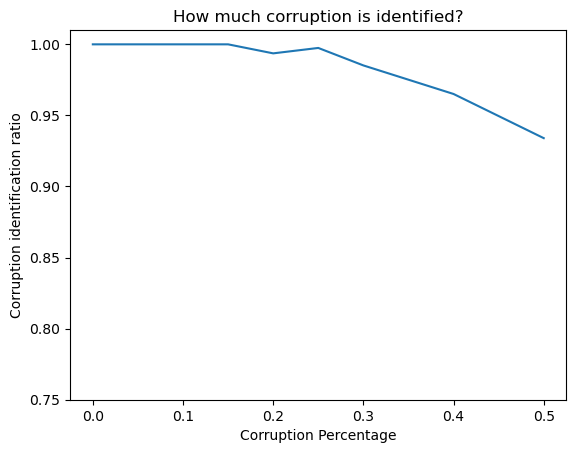 How much corruption is identified?
1.00
0.95
0.90
0.85
0.80
0.75
Corruption identification ratio
0.0 0.1 0.2 0.3 0.4 0.5
Corruption Percentage